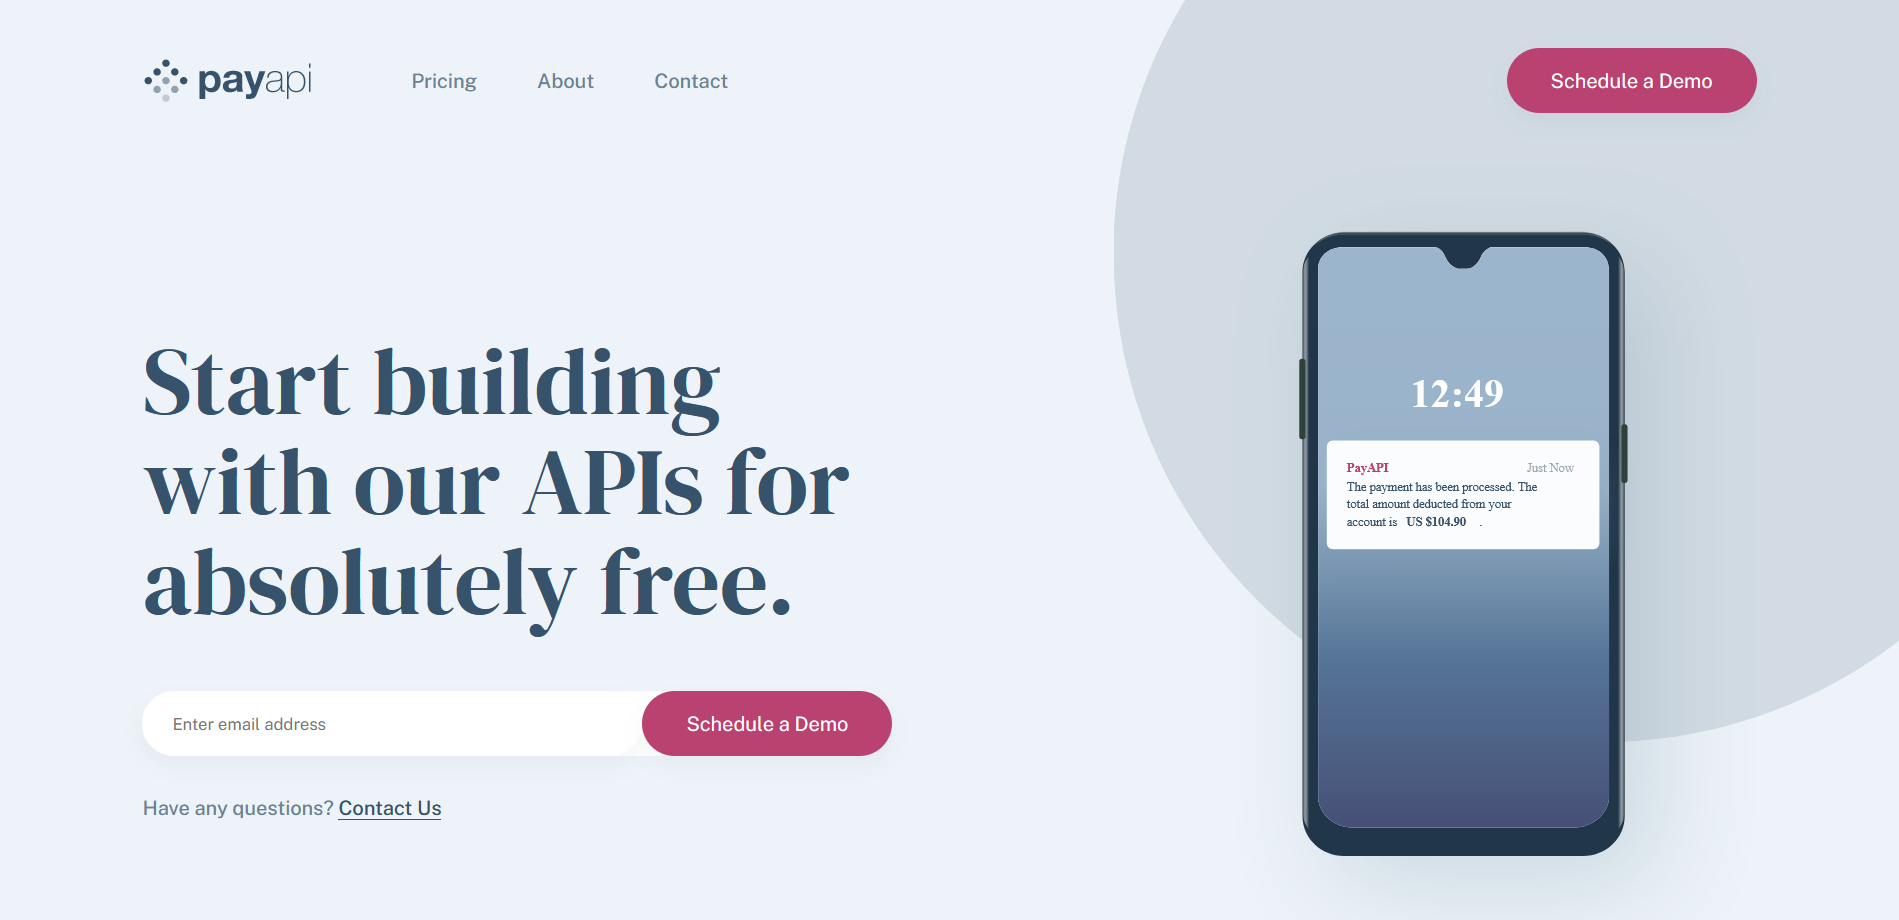 payapi
Pricing
About
Contact
Schedule a Demo
Start building
with our APIs for
absolutely free.
Enter email address
Schedule a Demo
Have any questions? Contact Us
12:49
PayAPI
Just Now
The payment has been processed. The
total amount deducted from your
account is US $104.90 .